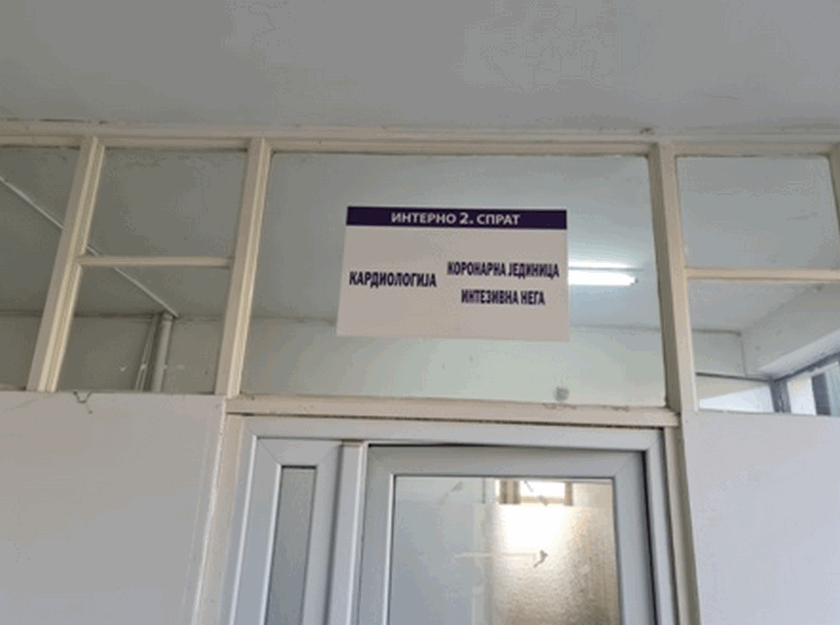 ИНТЕРНО 2. СПРАТ
КАРДИОЛОГИЈА
КОРОНАРНА ЈЕДИНИЦА
ИНТЕЗИВНА НЕГА